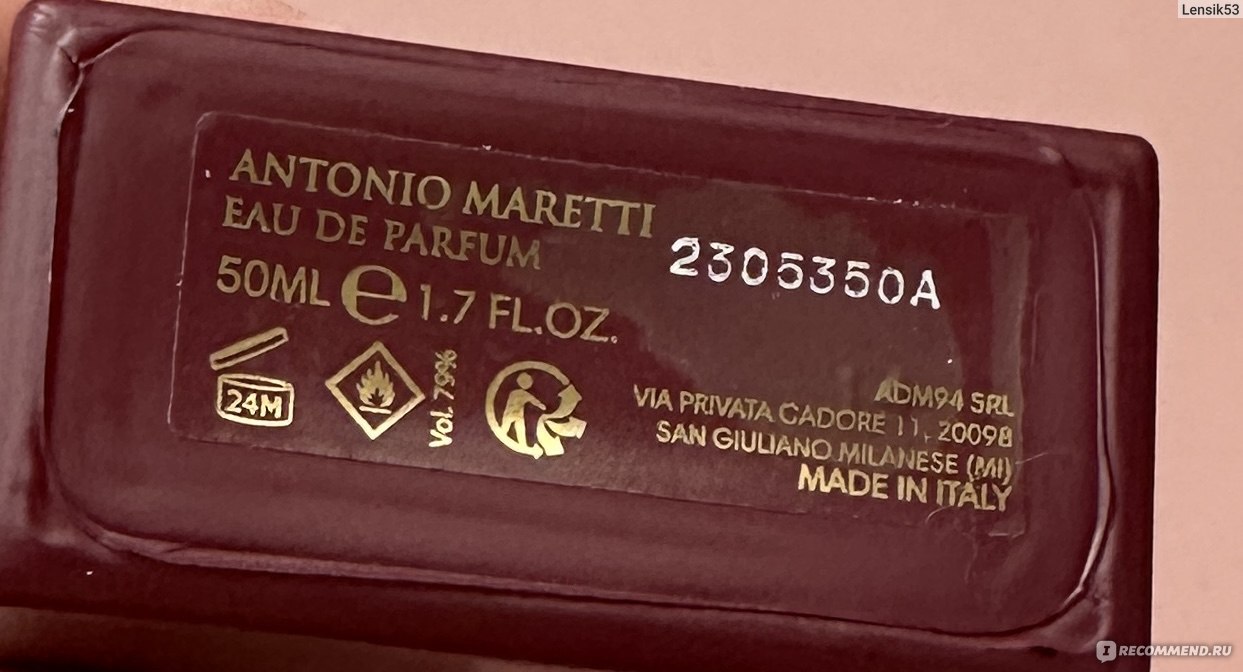 Lensik53
ANTONIO MARETTI
EAU DE PARFUM
2305350A
50ML e 1.7 FL.OZ.
24M
Vol. 79%
ADM94 SRL
VIA PRIVATA CADORE 11, 20098
SAN GIULIANO MILANESE (MI)
MADE IN ITALY
I RECOMMEND.RU